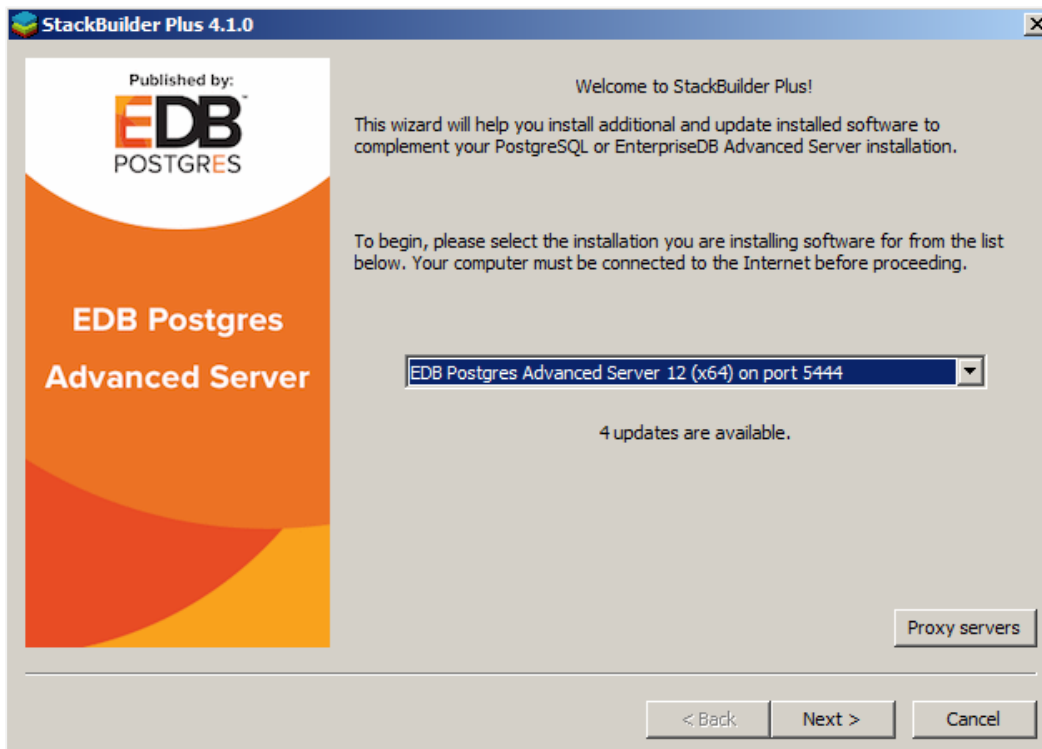 StackBuilder Plus 4.1.0
Published by:
EDB™
POSTGRES
EDB Postgres
Advanced Server
Welcome to StackBuilder Plus!
This wizard will help you install additional and update installed software to
complement your PostgreSQL or EnterpriseDB Advanced Server installation.
To begin, please select the installation you are installing software for from the list
below. Your computer must be connected to the Internet before proceeding.
EDB Postgres Advanced Server 12 (x64) on port 5444
4 updates are available.
Proxy servers
< Back
Next >
Cancel